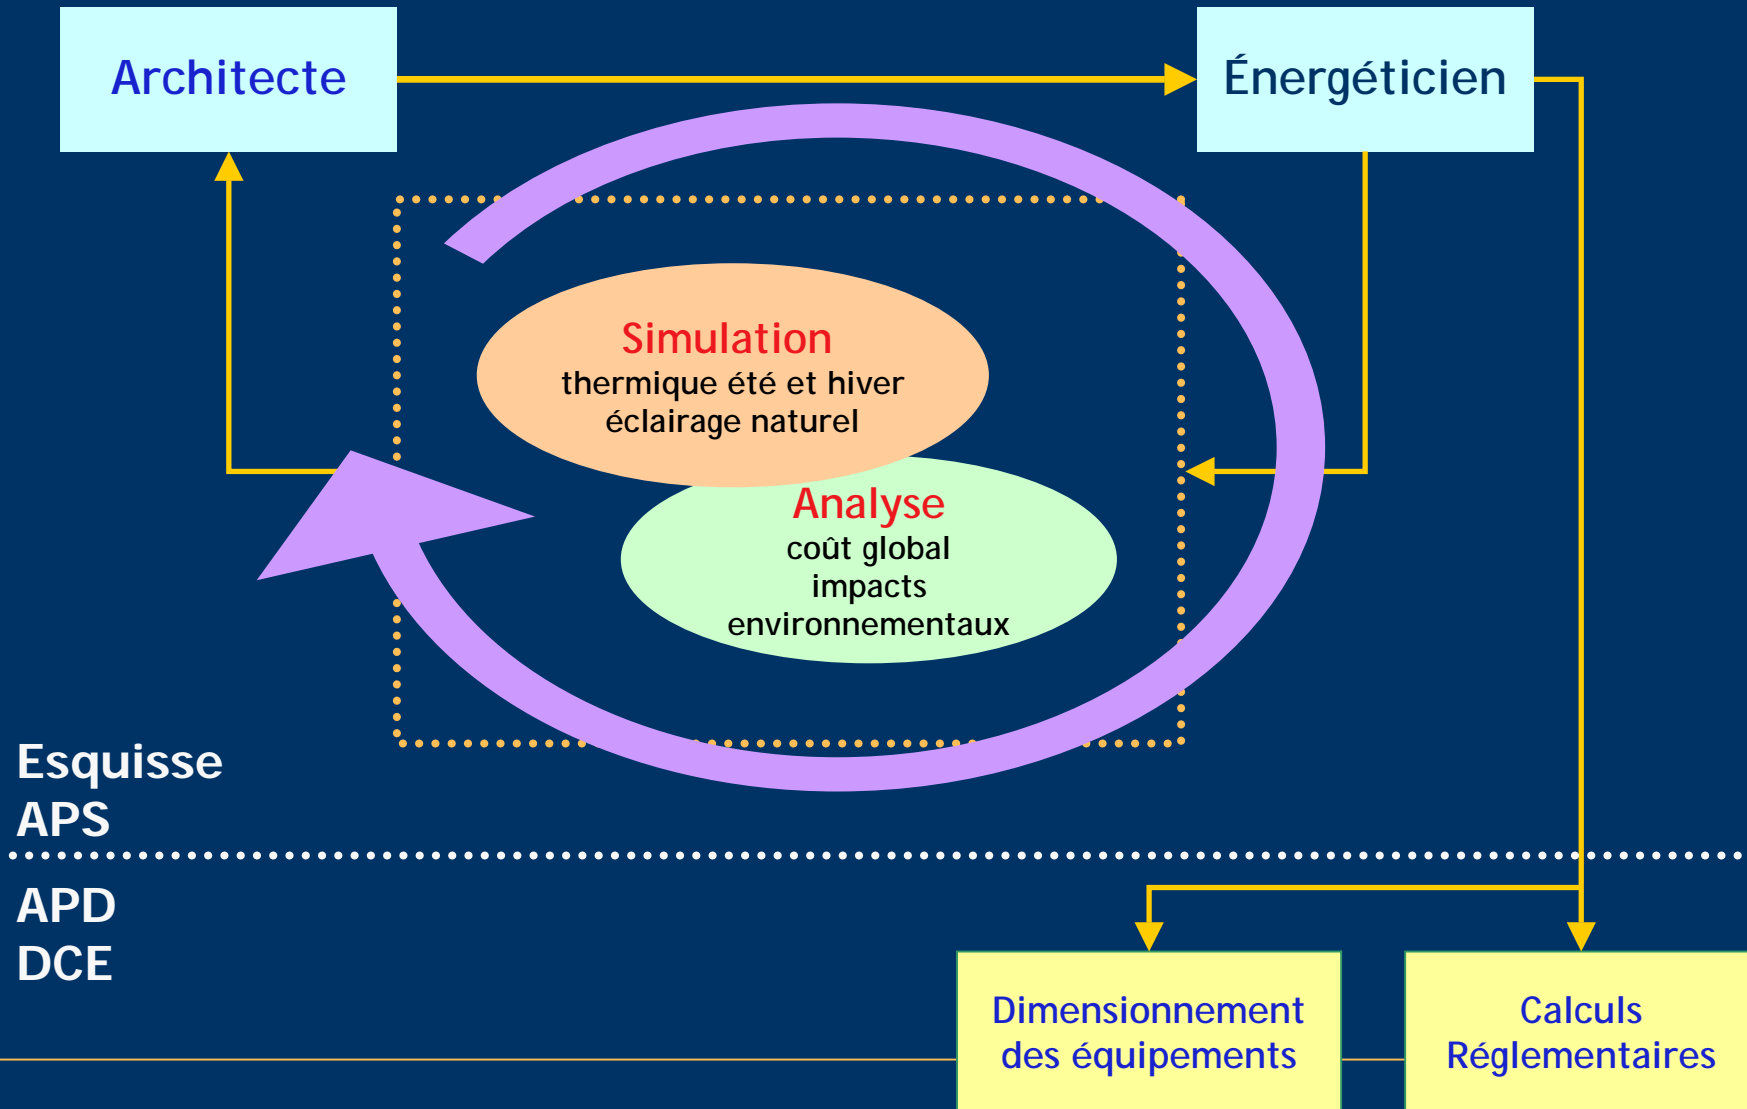 Architecte
Énergéticien
Simulation
thermique été et hiver
éclairage naturel
Analyse
coût global
impacts
environnementaux
Esquisse
APS
APD
DCE
Dimensionnement
des équipements
Calculs
Réglementaires